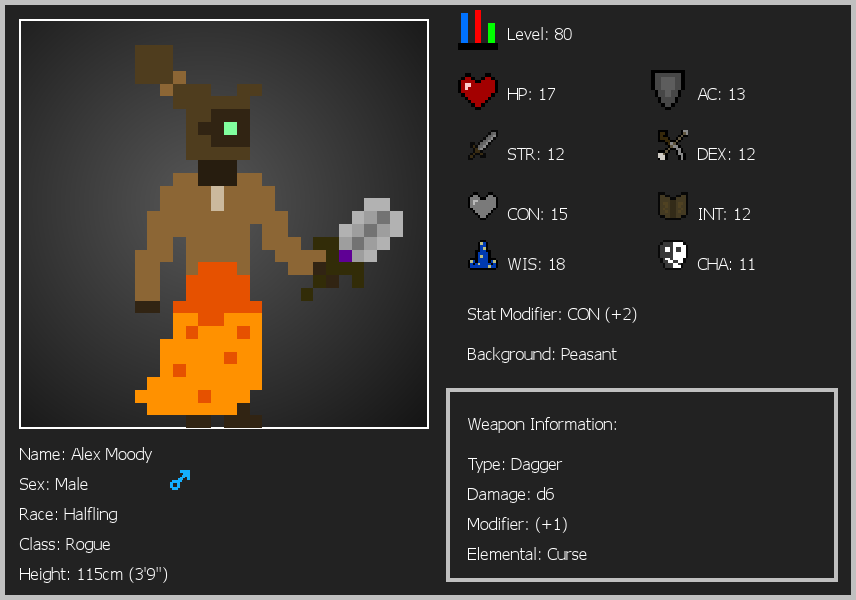 Level: 80
HP: 17
AC: 13
STR: 12
DEX: 12
CON: 15
INT: 12
WIS: 18
CHA: 11
Stat Modifier: CON (+2)
Background: Peasant
Weapon Information:
Type: Dagger
Damage: d6
Modifier: (+1)
Elemental: Curse
Name: Alex Moody
Sex: Male
Race: Halfling
Class: Rogue
Height: 115cm (3'9")